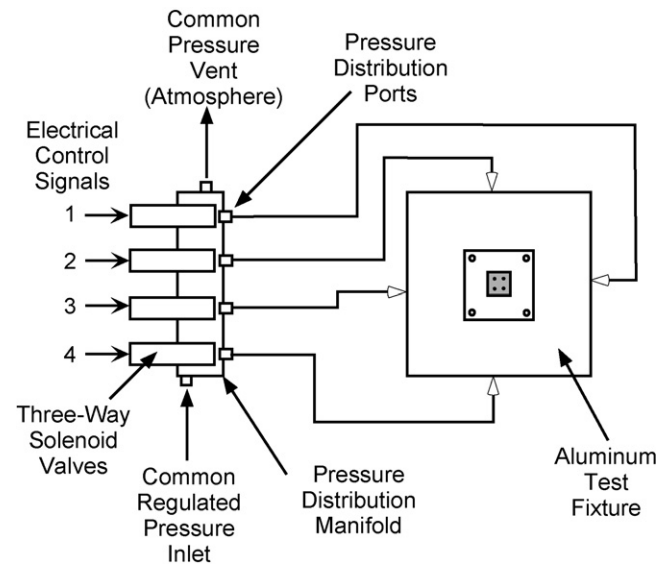 Common
Pressure
Vent
(Atmosphere)
Pressure
Distribution
Ports
Electrical
Control
Signals
1
2
3
4
Three-Way
Solenoid
Valves
Common
Regulated
Pressure
Inlet
Pressure
Distribution
Manifold
Aluminum
Test
Fixture